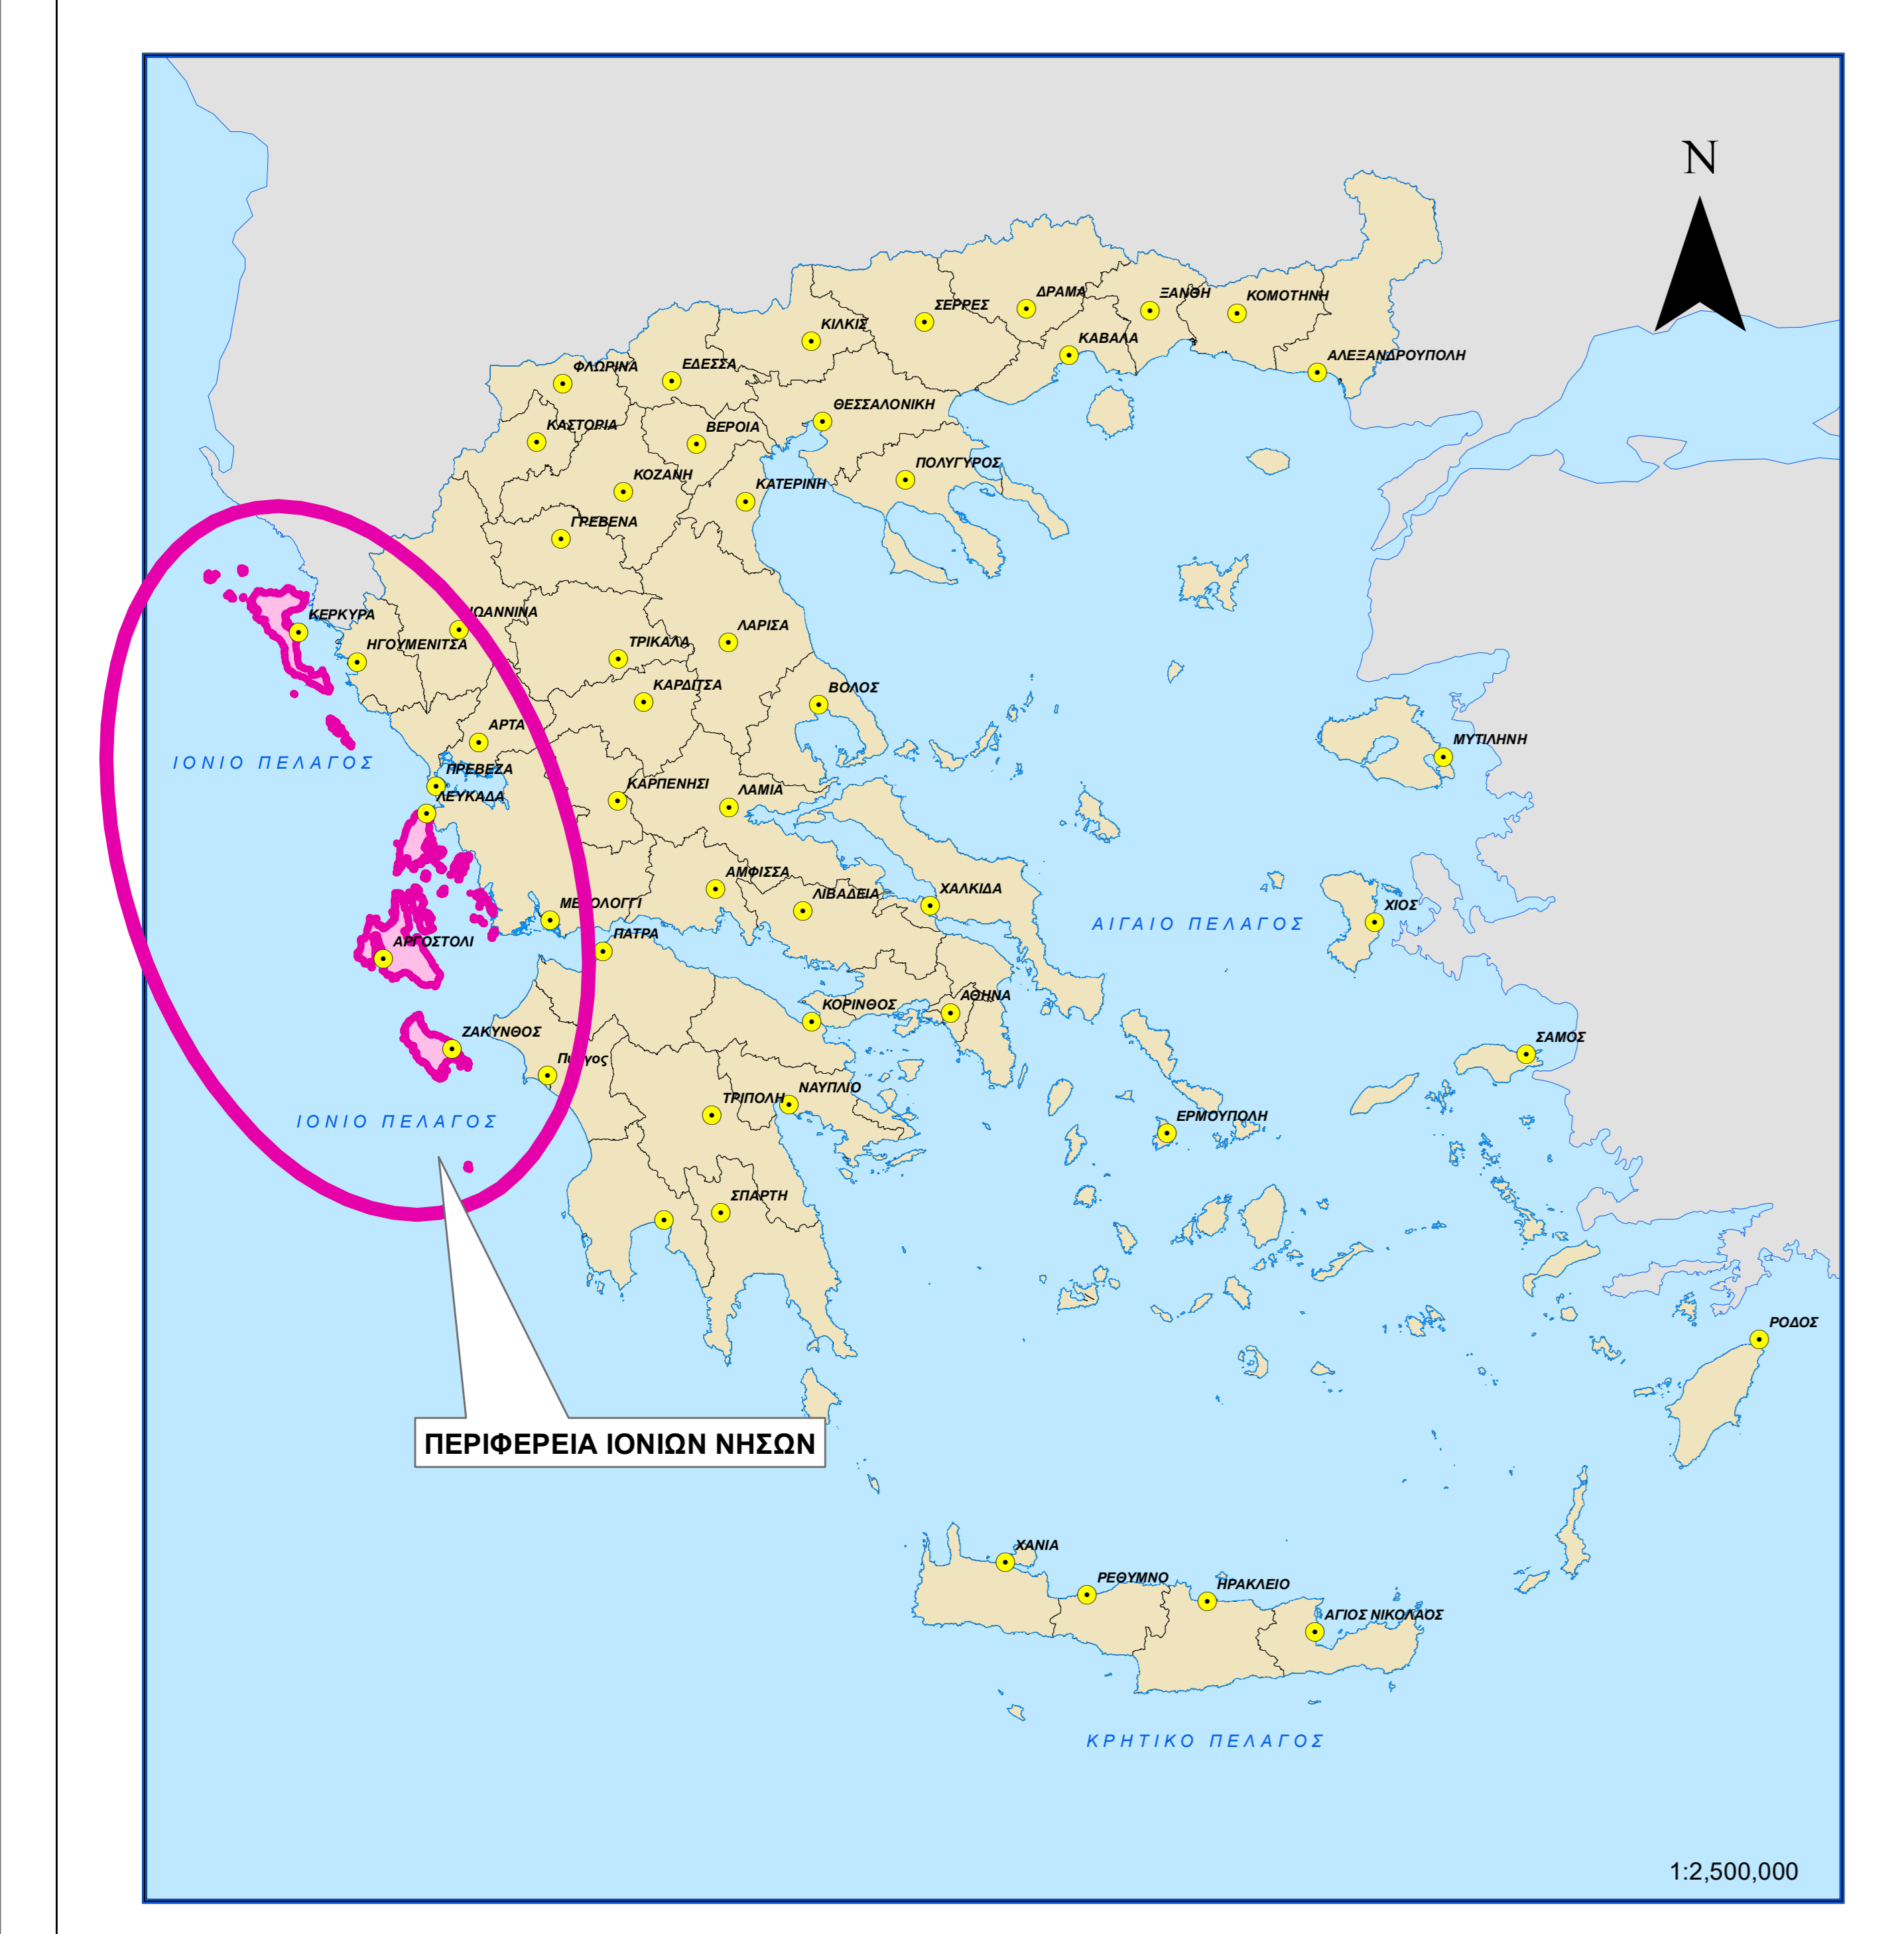 N
ΔΡΑΜΑ
ΞΑΝΘΗ
ΚΟΜΟΤΗΝΗ
ΣΕΡΡΕΣ
ΚΙΛΚΙΣ
ΚΑΒΑΛΑ
ΑΛΕΞΑΝΔΡΟΥΠΟΛΗ
ΦΛΩΡΙΝΑ
ΕΔΕΣΣΑ
ΘΕΣΣΑΛΟΝΙΚΗ
ΚΑΣΤΟΡΙΑ
ΒΕΡΟΙΑ
ΠΟΛΥΓΥΡΟΣ
ΚΟΖΑΝΗ
ΚΑΤΕΡΙΝΗ
ΓΡΕΒΕΝΑ
ΚΕΡΚΥΡΑ
ΙΩΑΝΝΙΝΑ
ΛΑΡΙΣΑ
ΗΓΟΥΜΕΝΙΤΣΑ
ΤΡΙΚΑΛΑ
ΚΑΡΔΙΤΣΑ
ΒΟΛΟΣ
ΑΡΤΑ
ΜΥΤΙΛΗΝΗ
ΙΟΝΙΟ ΠΕΛΑΓΟΣ
ΠΡΕΒΕΖΑ
ΚΑΡΠΕΝΗΣΙ
ΛΑΜΙΑ
ΛΕΥΚΑΔΑ
ΑΜΦΙΣΣΑ
ΛΙΒΑΔΕΙΑ
ΧΑΛΚΙΔΑ
ΜΕΣΟΛΟΓΓΙ
ΧΙΟΣ
ΑΙΓΑΙΟ ΠΕΛΑΓΟΣ
ΠΑΤΡΑ
ΑΡΓΟΣΤΟΛΙ
ΑΘΗΝΑ
ΚΟΡΙΝΘΟΣ
ΖΑΚΥΝΘΟΣ
ΣΑΜΟΣ
Πύργος
ΝΑΥΠΛΙΟ
ΤΡΙΠΟΛΗ
ΕΡΜΟΥΠΟΛΗ
ΙΟΝΙΟ ΠΕΛΑΓΟΣ
ΣΠΑΡΤΗ
ΡΟΔΟΣ
ΠΕΡΙΦΕΡΕΙΑ ΙΟΝΙΩΝ ΝΗΣΩΝ
ΧΑΝΙΑ
ΡΕΘΥΜΝΟ
ΗΡΑΚΛΕΙΟ
ΑΓΙΟΣ ΝΙΚΟΛΑΟΣ
ΚΡΗΤΙΚΟ ΠΕΛΑΓΟΣ
1:2,500,000